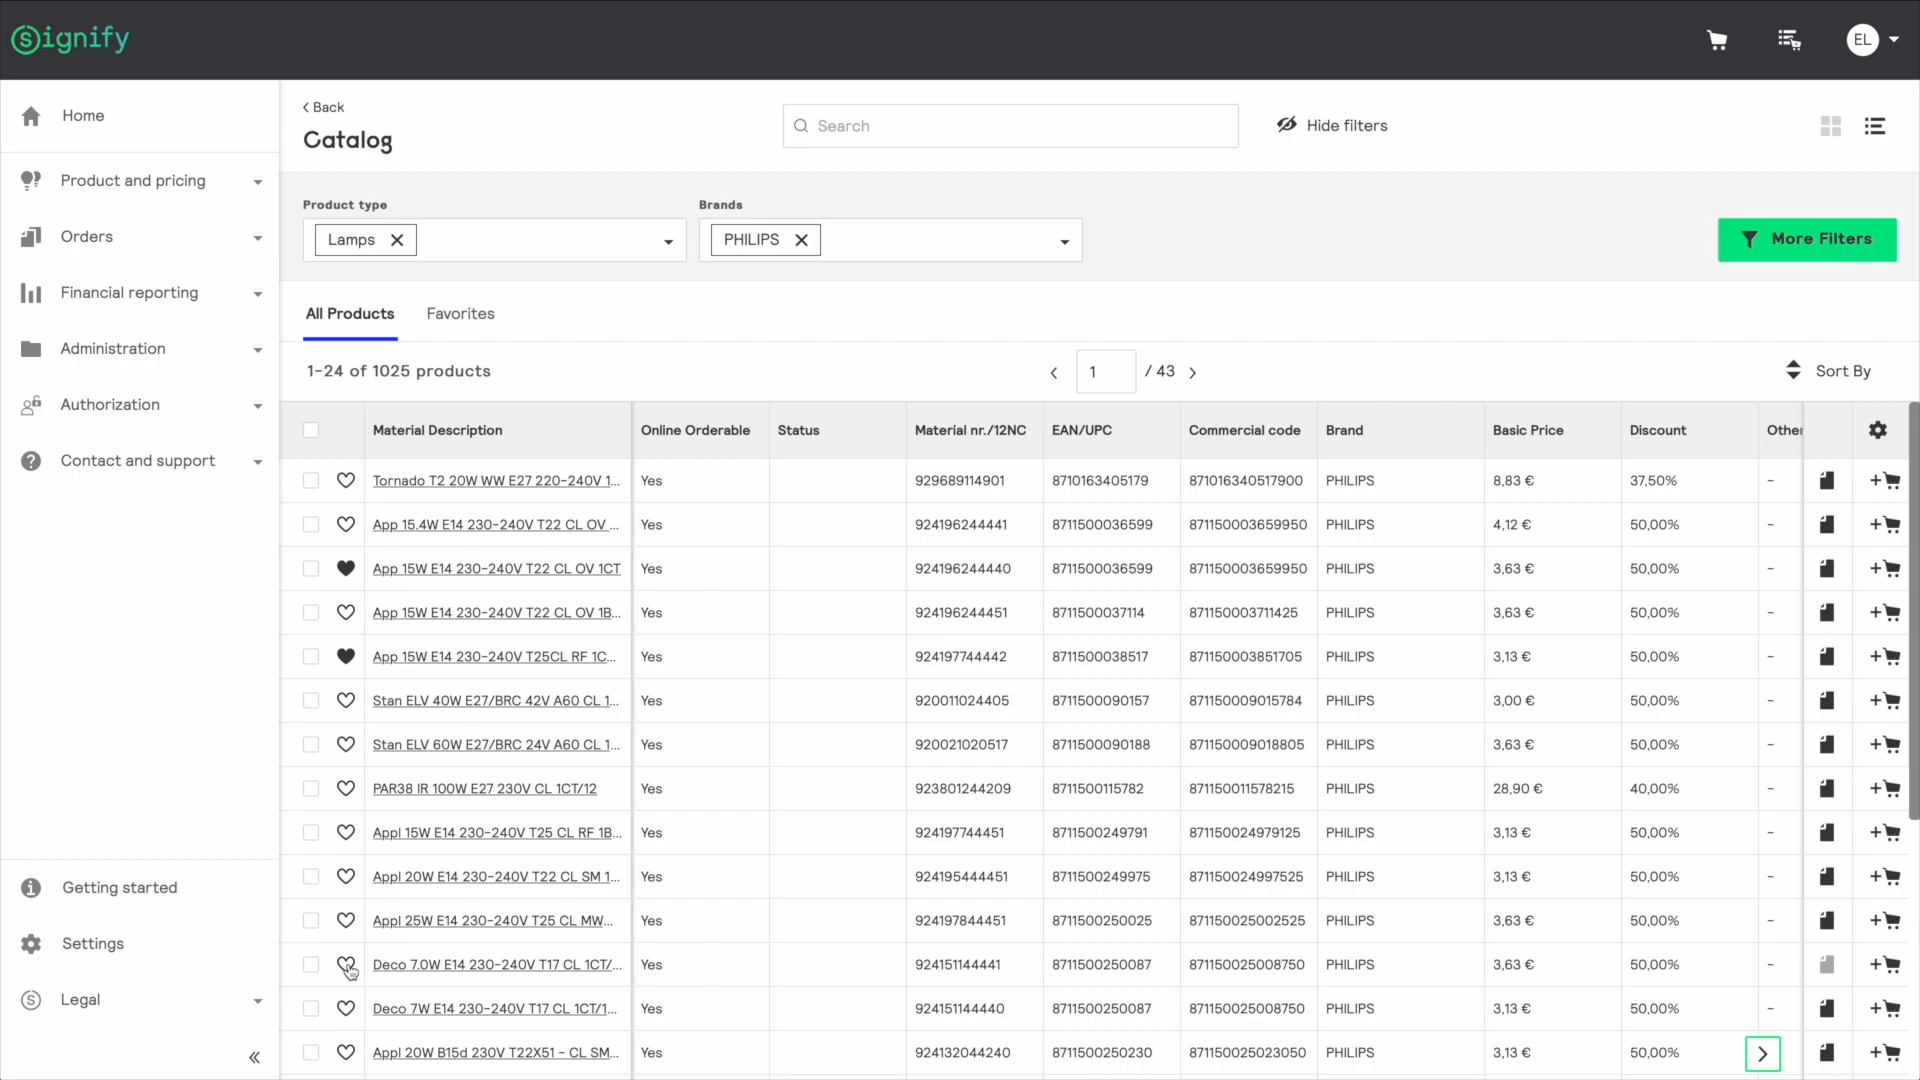 Signify
EL
Home
Product and pricing
Orders
Financial reporting
Administration
Authorization
Contact and support
Getting started
Settings
Legal
Back
Catalog
Search
Hide filters
Product type
Brands
Lamps
PHILIPS
More Filters
All Products
Favorites
1-24 of 1025 products
1 / 43
Sort By
Material Description Online Orderable Status Material nr./12NC EAN/UPC Commercial code Brand Basic Price Discount Other
Tornado T2 20W WW E27 220-240V 1... Yes 929689114901 8710163405179 871016340517900 PHILIPS 8,83 € 37,50% -
App 15.4W E14 230-240V T22 CL OV ... Yes 924196244441 8711500036599 871150003659950 PHILIPS 4,12 € 50,00% -
App 15W E14 230-240V T22 CL OV 1CT Yes 924196244440 8711500036599 871150003659950 PHILIPS 3,63 € 50,00% -
App 15W E14 230-240V T22 CL OV 1B... Yes 924196244451 8711500037114 871150003711425 PHILIPS 3,63 € 50,00% -
App 15W E14 230-240V T25CL RF 1C... Yes 924197744442 8711500038517 871150003851705 PHILIPS 3,13 € 50,00% -
Stan ELV 40W E27/BRC 42V A60 CL 1... Yes 920011024405 8711500090157 871150009015784 PHILIPS 3,00 € 50,00% -
Stan ELV 60W E27/BRC 24V A60 CL 1... Yes 920021020517 8711500090188 871150009018805 PHILIPS 3,63 € 50,00% -
PAR38 IR 100W E27 230V CL 1CT/12 Yes 923801244209 8711500115782 871150011578215 PHILIPS 28,90 € 40,00% -
Appl 15W E14 230-240V T25 CL RF 1B... Yes 924197744451 8711500249791 871150024979125 PHILIPS 3,13 € 50,00% -
Appl 20W E14 230-240V T22 CL SM 1... Yes 924195444451 8711500249975 871150024997525 PHILIPS 3,13 € 50,00% -
Appl 25W E14 230-240V T25 CL MW... Yes 924197844451 8711500250025 871150025002525 PHILIPS 3,63 € 50,00% -
Deco 7.0W E14 230-240V T17 CL 1CT/... Yes 924151144441 8711500250087 871150025008750 PHILIPS 3,63 € 50,00% -
Deco 7W E14 230-240V T17 CL 1CT/1... Yes 924151144440 8711500250087 871150025008750 PHILIPS 3,13 € 50,00% -
Appl 20W B15d 230V T22X51 - CL SM... Yes 924132044240 8711500250230 871150025023050 PHILIPS 3,13 € 50,00%